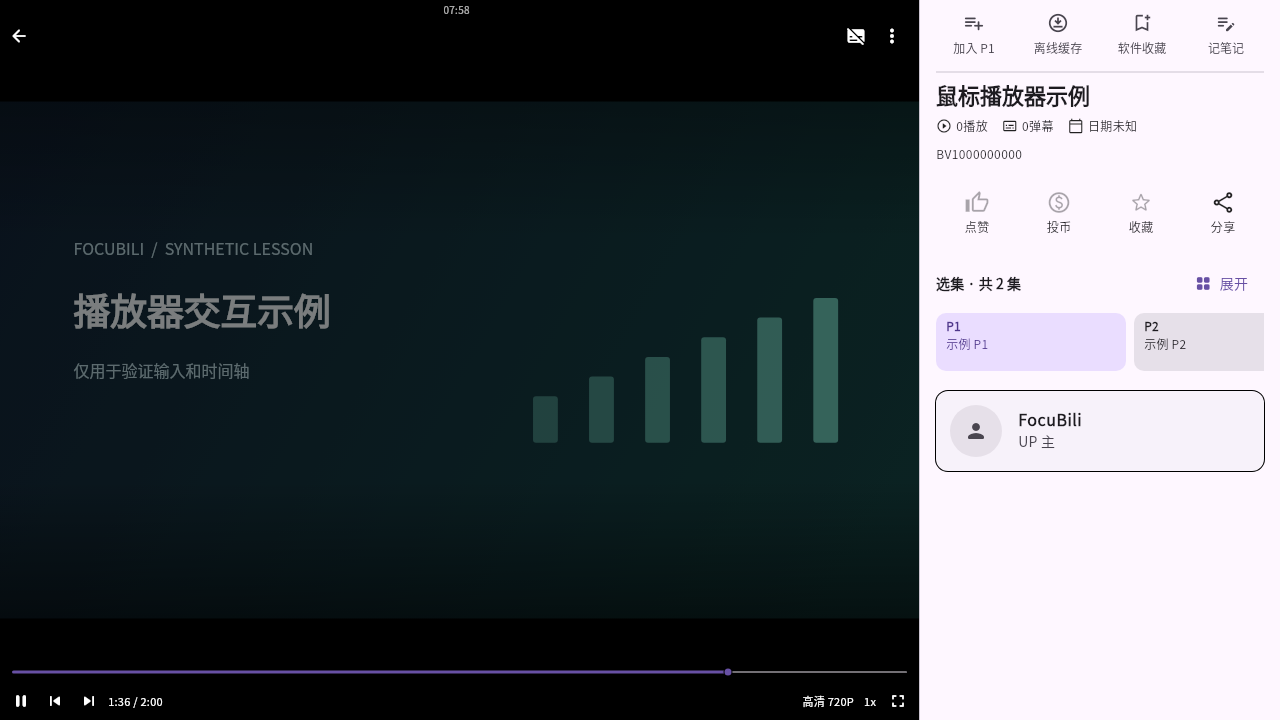 07:58
FOCUBILI / SYNTHETIC LESSON
播放器交互示例
仅用于验证输入和时间轴
1:36 / 2:00
高清 720P 1x
加入 P1 离线缓存 软件收藏 记笔记
鼠标播放器示例
0播放 0弹幕 日期未知
BV1000000000
点赞 投币 收藏 分享
选集 · 共 2 集 展开
P1
示例 P1
P2
示例 P2
FocuBili
UP 主